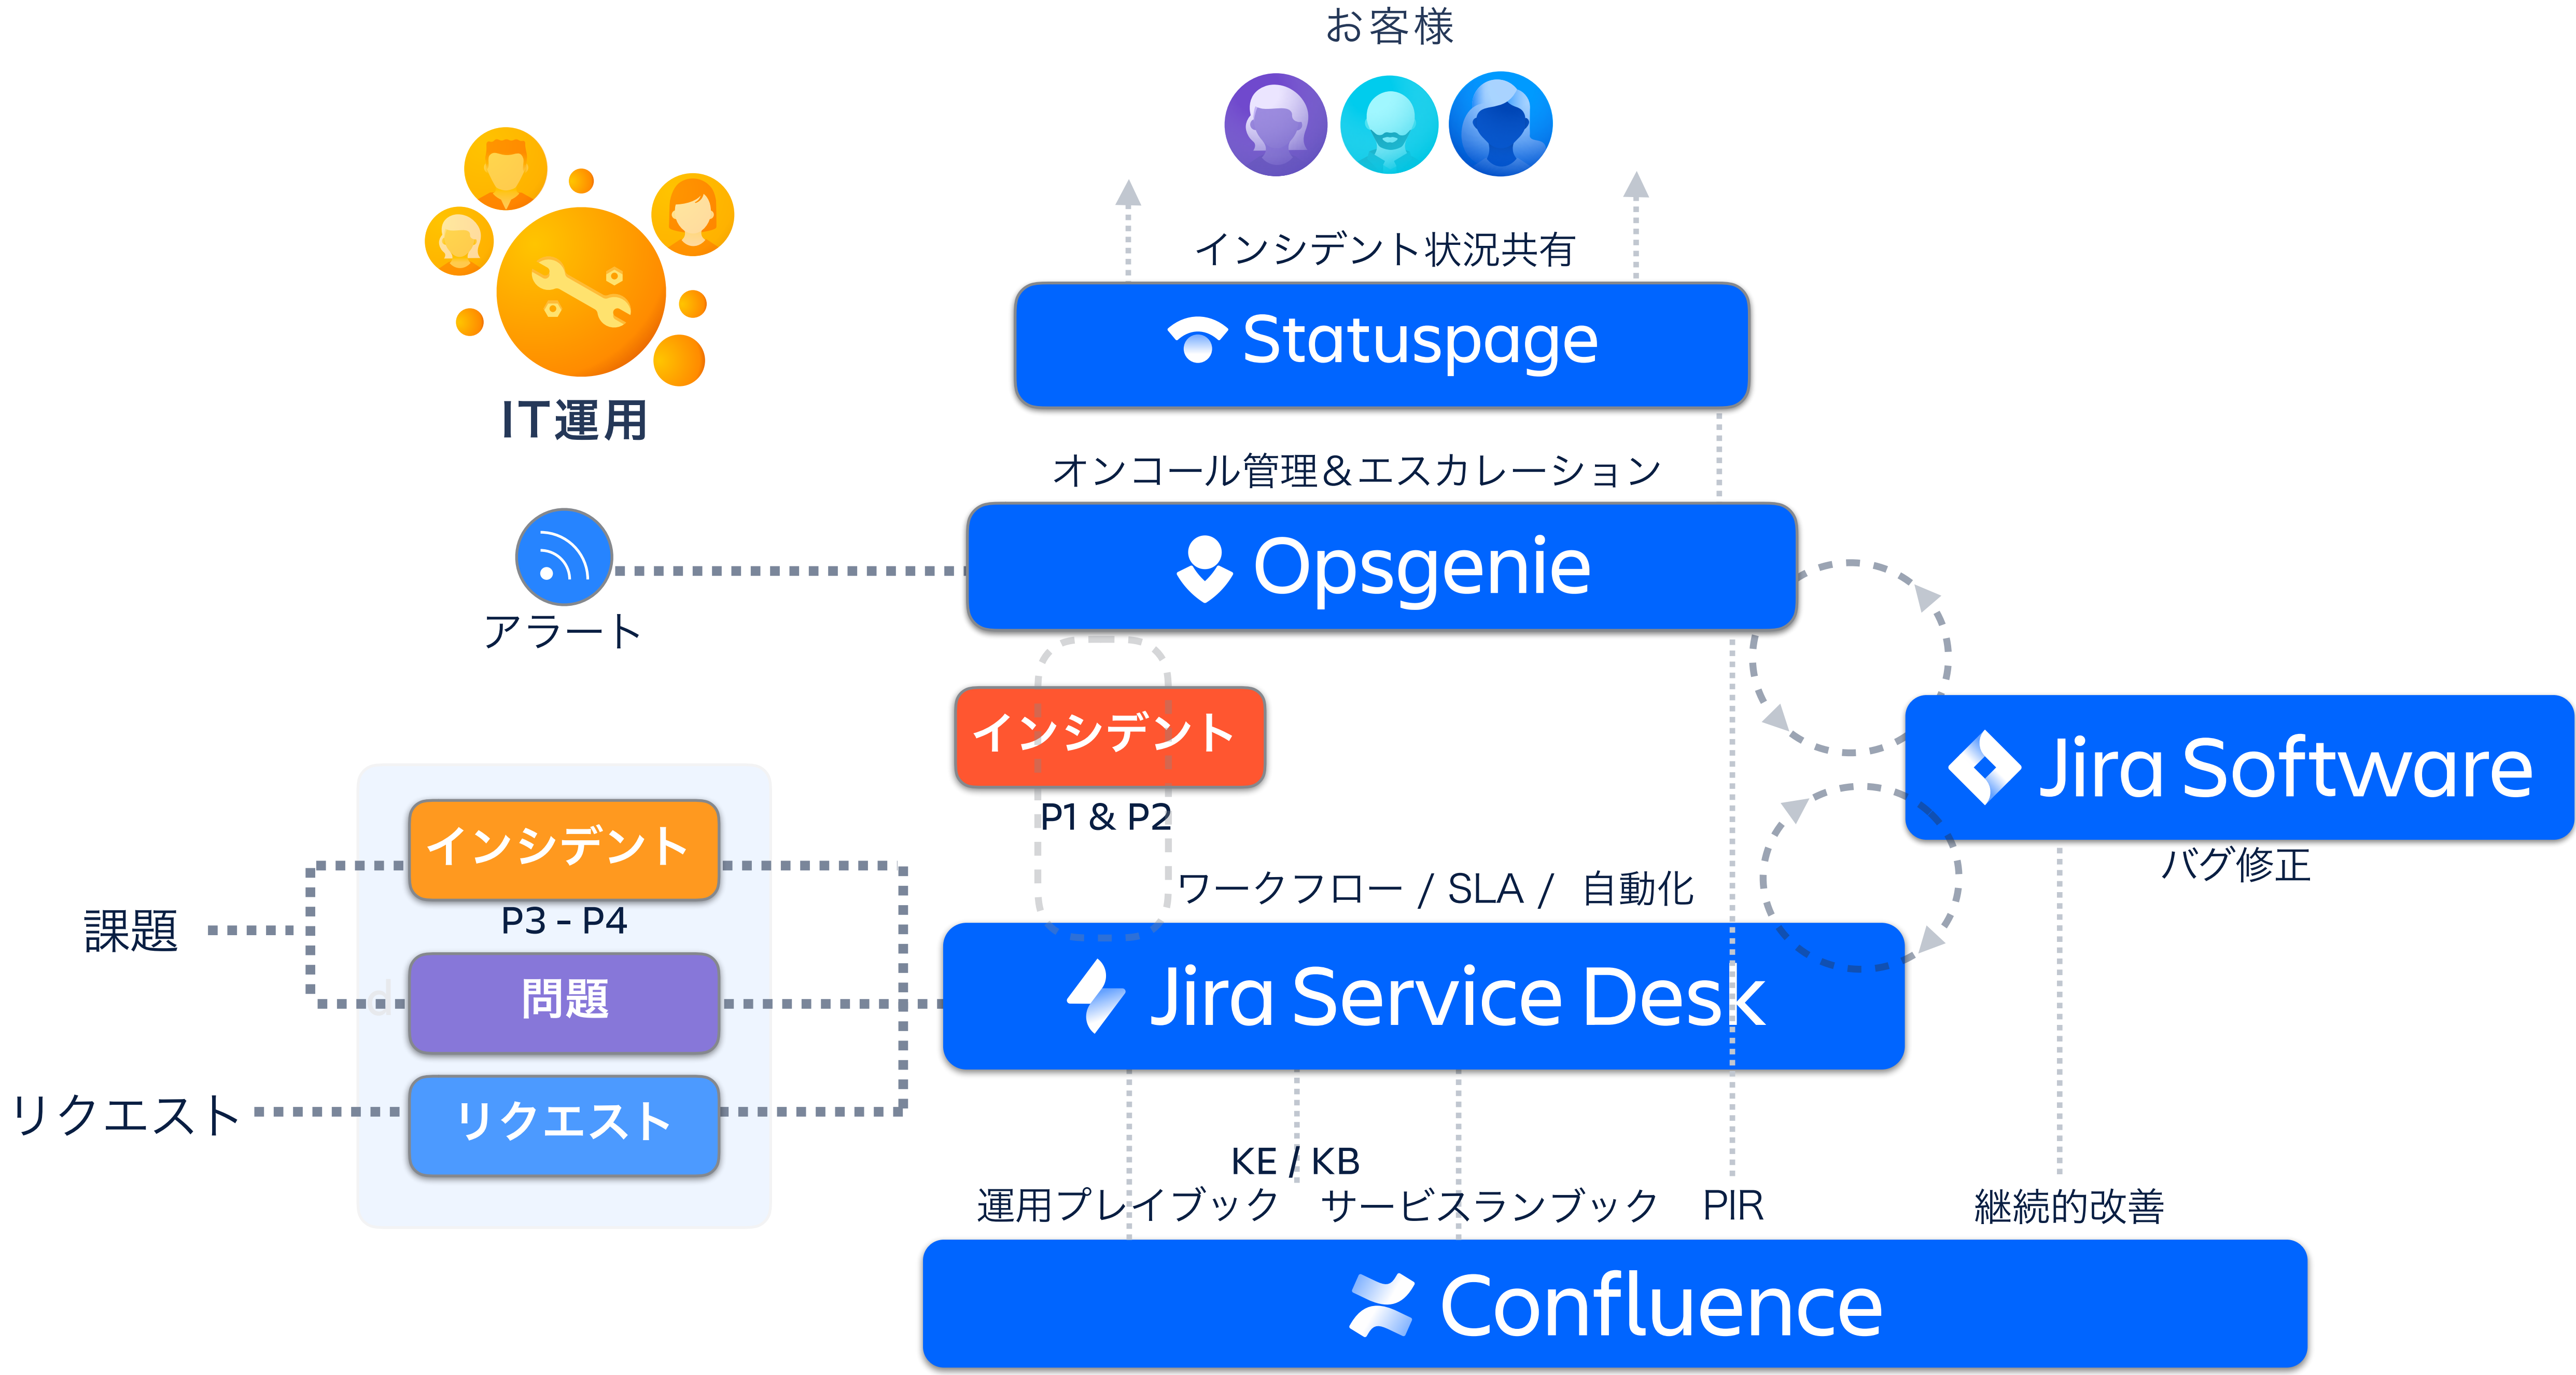 お客様
インシデント状況共有
Statuspage
IT運用
オンコール管理＆エスカレーション
Opsgenie
アラート
インシデント
P1 & P2
Jira Software
バグ修正
インシデント
P3 - P4
課題
d
問題
リクエスト
リクエスト
ワークフロー / SLA / 自動化
Jira Service Desk
KE / KB
運用プレイブック
サービスランブック
PIR
継続的改善
Confluence